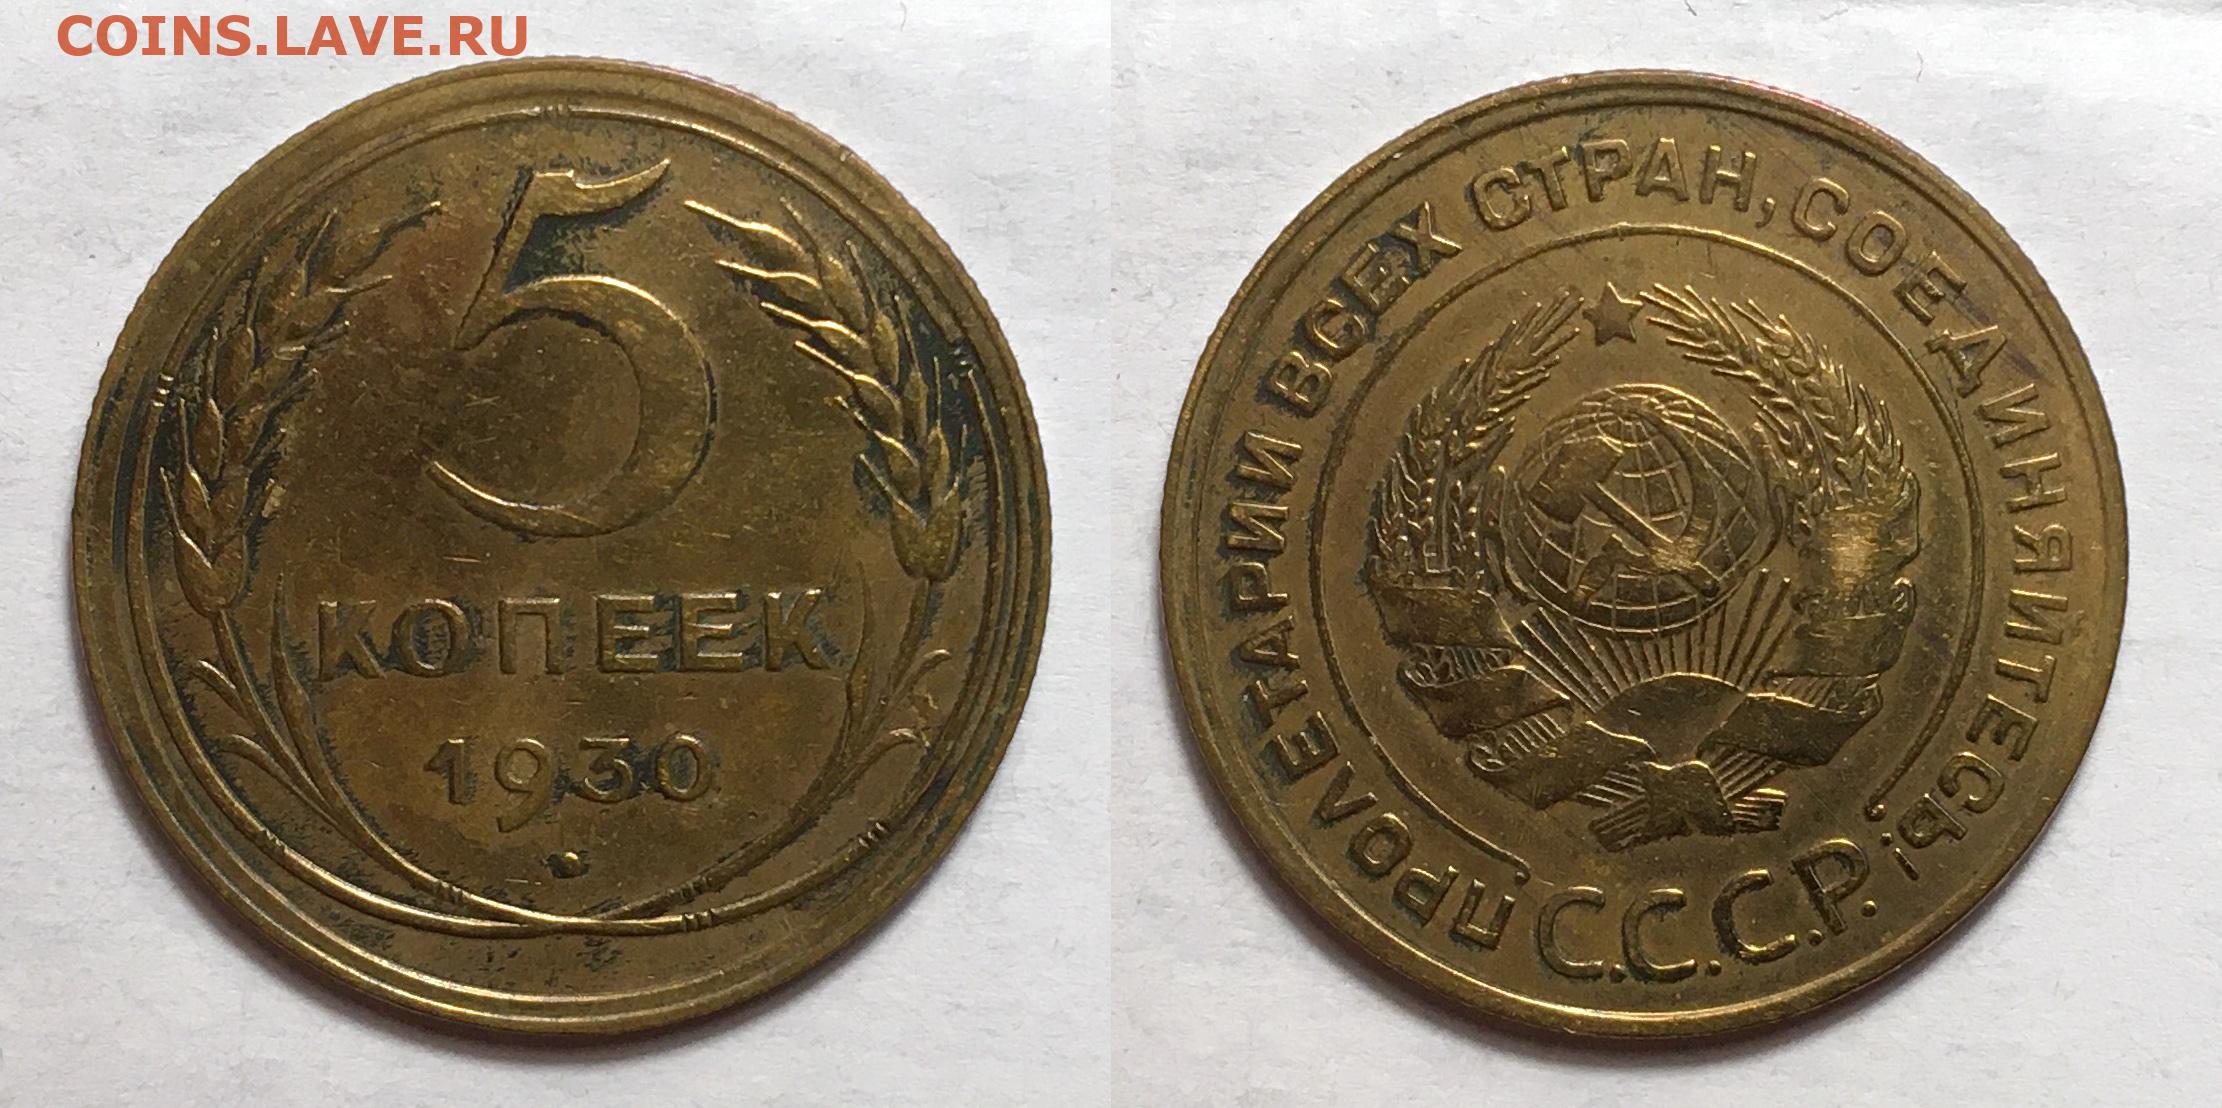 COINS.LAVE.RU
5
КОПЕЕК
1930
ПРОЛЕТАРИИ ВСЕХ СТРАН, СОЕДИНЯЙТЕСЬ!
С.С.С.Р.